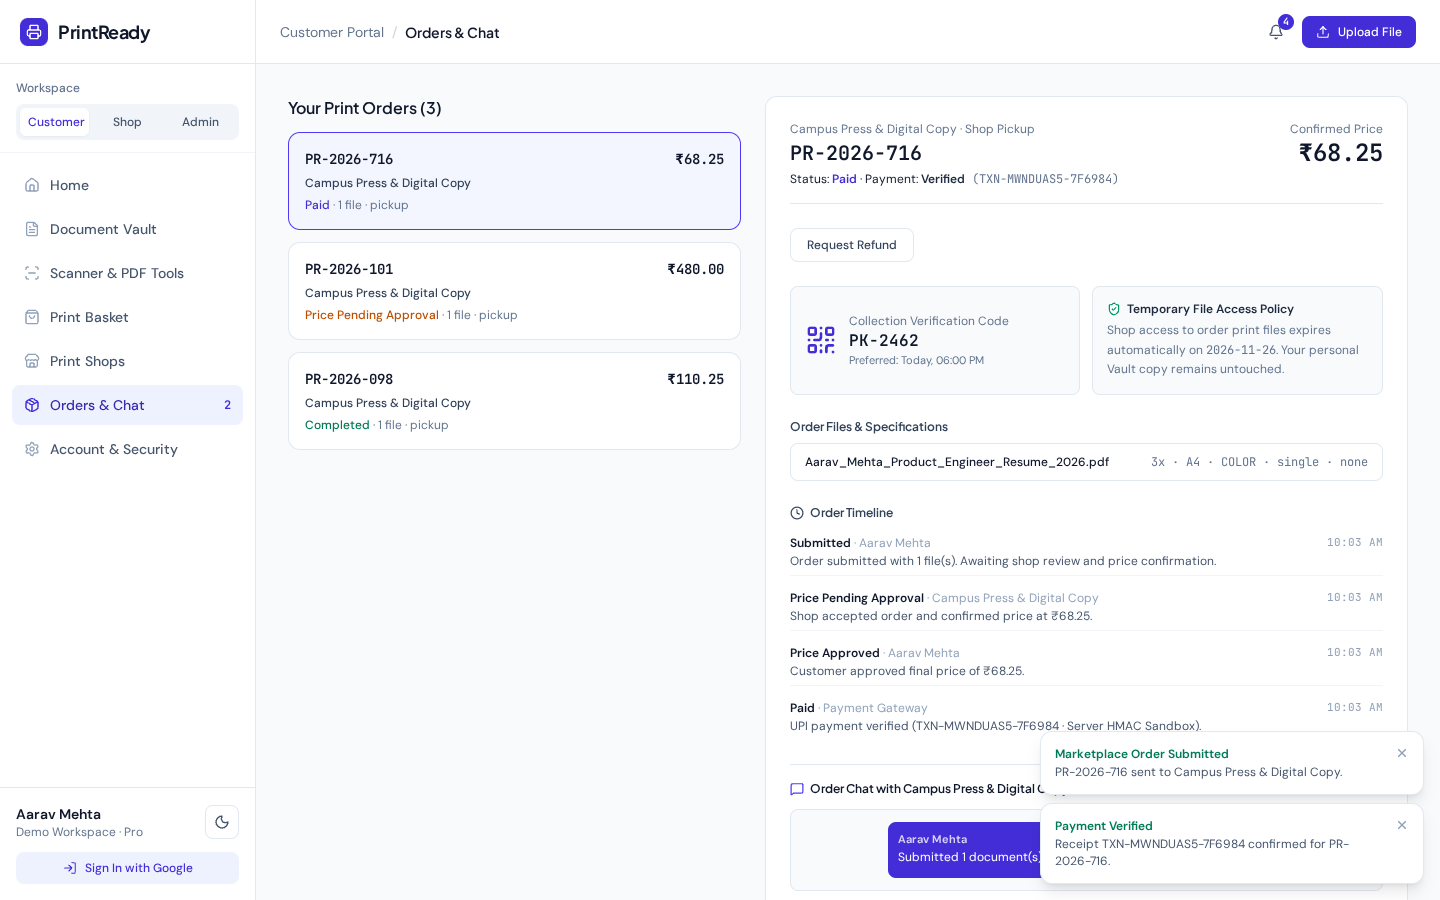 PrintReady
Customer Portal / Orders & Chat
4
Upload File
Workspace
Customer
Shop
Admin
Home
Document Vault
Scanner & PDF Tools
Print Basket
Print Shops
Orders & Chat
2
Account & Security
Aarav Mehta
Demo Workspace · Pro
Sign In with Google
Your Print Orders (3)
PR-2026-716
₹68.25
Campus Press & Digital Copy
Paid · 1 file · pickup
PR-2026-101
₹480.00
Campus Press & Digital Copy
Price Pending Approval · 1 file · pickup
PR-2026-098
₹110.25
Campus Press & Digital Copy
Completed · 1 file · pickup
Campus Press & Digital Copy · Shop Pickup
PR-2026-716
Status: Paid · Payment: Verified (TXN-MWNDUAS5-7F6984)
Confirmed Price
₹68.25
Request Refund
Collection Verification Code
PK-2462
Preferred: Today, 06:00 PM
Temporary File Access Policy
Shop access to order print files expires
automatically on 2026-11-26. Your personal
Vault copy remains untouched.
Order Files & Specifications
Aarav_Mehta_Product_Engineer_Resume_2026.pdf
3x · A4 · COLOR · single · none
Order Timeline
Submitted · Aarav Mehta
10:03 AM
Order submitted with 1 file(s). Awaiting shop review and price confirmation.
Price Pending Approval · Campus Press & Digital Copy
10:03 AM
Shop accepted order and confirmed price at ₹68.25.
Price Approved · Aarav Mehta
10:03 AM
Customer approved final price of ₹68.25.
Paid · Payment Gateway
10:03 AM
UPI payment verified (TXN-MWNDUAS5-7F6984 · Server HMAC Sandbox).
Order Chat with Campus Press & Digital
Aarav Mehta
Submitted 1 document(s)
Marketplace Order Submitted
PR-2026-716 sent to Campus Press & Digital Copy.
Payment Verified
Receipt TXN-MWNDUAS5-7F6984 confirmed for PR-
2026-716.